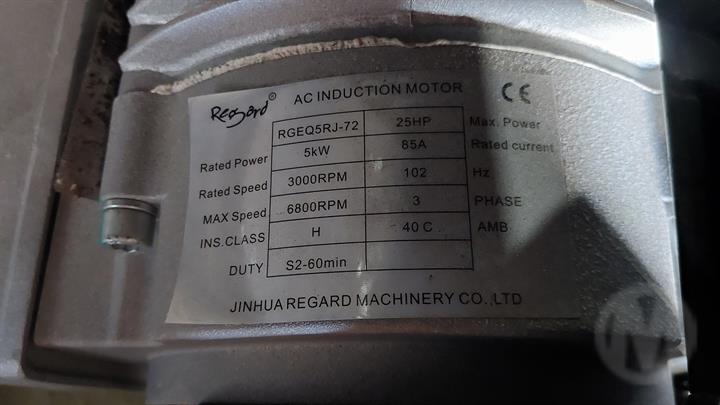 Regard® AC INDUCTION MOTOR CE
RGEQ5RJ-72 25HP Max. Power
Rated Power 5kW 85A Rated current
Rated Speed 3000RPM 102 Hz
MAX Speed 6800RPM 3 PHASE
INS.CLASS H 40 C AMB
DUTY S2-60min
JINHUA REGARD MACHINERY CO.,LTD
M